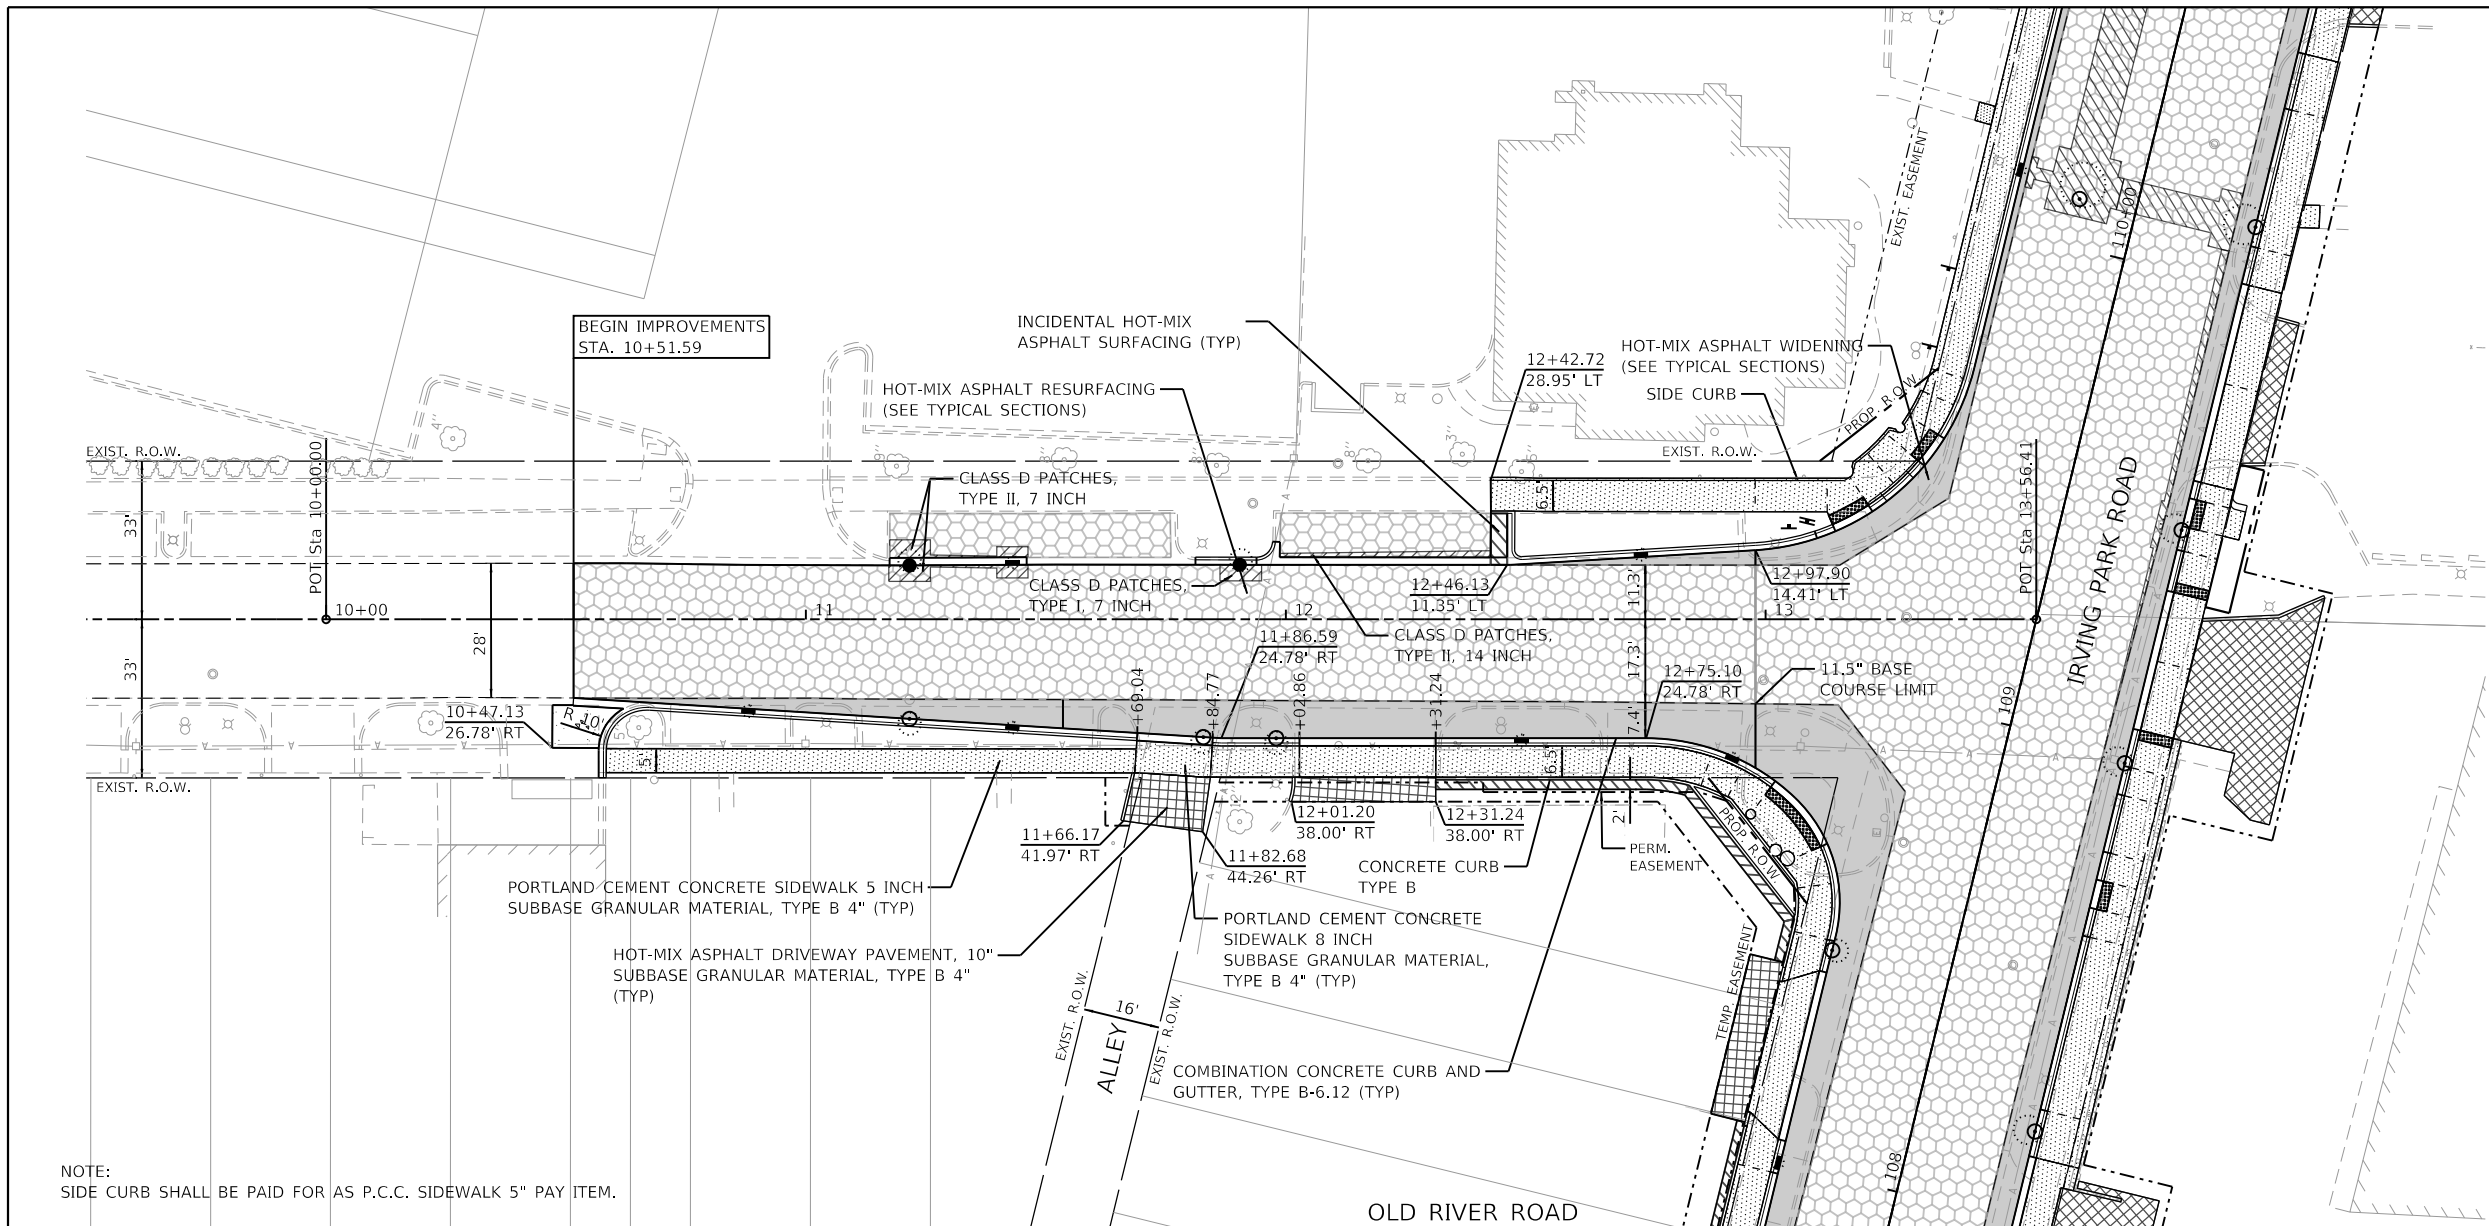 BEGIN IMPROVEMENTS
STA. 10+51.59
INCIDENTAL HOT-MIX
ASPHALT SURFACING (TYP)
HOT-MIX ASPHALT RESURFACING
(SEE TYPICAL SECTIONS)
12+42.72
28.95' LT
HOT-MIX ASPHALT WIDENING
(SEE TYPICAL SECTIONS)
SIDE CURB
PROP. R.O.W.
EXIST. EASEMENT
110+00
EXIST. R.O.W.
EXIST. R.O.W.
4"
9"
8"
8"
8"
3"
5"
CLASS D PATCHES,
TYPE II, 7 INCH
6.5'
33'
POT Sta 10+00.00
POT Sta 13+56.41
IRVING PARK ROAD
CLASS D PATCHES,
TYPE I, 7 INCH
12+46.13
11.35' LT
11.3'
12+97.90
14.41' LT
10+00
11
12
13
28'
33'
11+86.59
24.78' RT
CLASS D PATCHES,
TYPE II, 14 INCH
17.3'
12+75.10
24.78' RT
11.5" BASE
COURSE LIMIT
109
10+47.13
26.78' RT
R 10'
5"
+69.04
+84.77
+02.86
+31.24
7.4'
5'
6.5'
EXIST. R.O.W.
12"
2'
11+66.17
41.97' RT
12+01.20
38.00' RT
12+31.24
38.00' RT
PROP. R.O.W.
11+82.68
44.26' RT
CONCRETE CURB
TYPE B
PERM.
EASEMENT
PORTLAND CEMENT CONCRETE SIDEWALK 5 INCH
SUBBASE GRANULAR MATERIAL, TYPE B 4" (TYP)
PORTLAND CEMENT CONCRETE
SIDEWALK 8 INCH
SUBBASE GRANULAR MATERIAL,
TYPE B 4" (TYP)
HOT-MIX ASPHALT DRIVEWAY PAVEMENT, 10"
SUBBASE GRANULAR MATERIAL, TYPE B 4"
(TYP)
TEMP. EASEMENT
EXIST. R.O.W.
16'
EXIST. R.O.W.
ALLEY
COMBINATION CONCRETE CURB AND
GUTTER, TYPE B-6.12 (TYP)
108
NOTE:
SIDE CURB SHALL BE PAID FOR AS P.C.C. SIDEWALK 5" PAY ITEM.
OLD RIVER ROAD